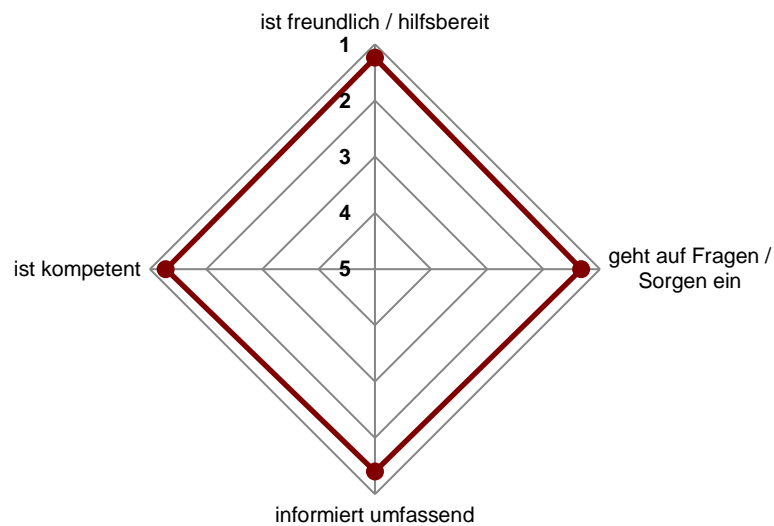 ist freundlich / hilfsbereit
1
2
3
4
5
ist kompetent
geht auf Fragen /
Sorgen ein
informiert umfassend